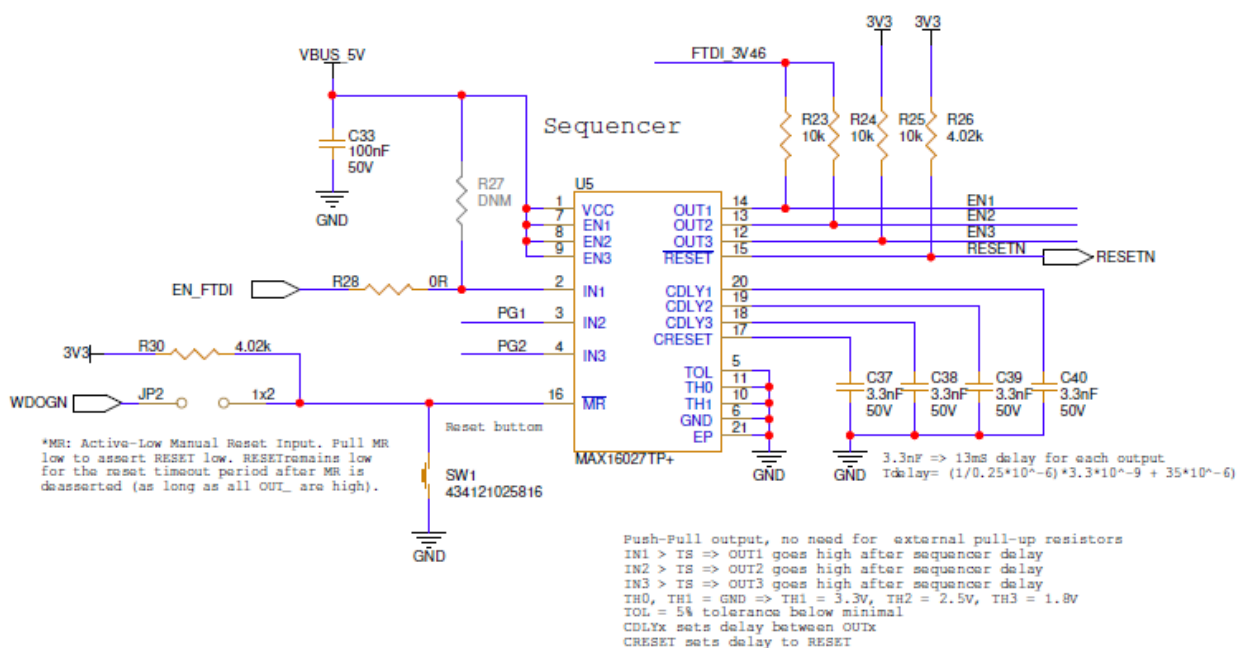 3V3 3V3
VBUS_5V
FTDI_3V46
Sequencer
C33
100nF
50V
GND
R27
DNM
R23
10k
R24
10k
R25
10k
R26
4.02k
U5
1 VCC
7 EN1
8 EN2
9 EN3
2 IN1
3 IN2
4 IN3
16 MR
OUT1 14
OUT2 13
OUT3 12
RESET 15
CDLY1 20
CDLY2 19
CDLY3 18
CRESET 17
TOL 5
TH0 11
TH1 10
GND 6
EP 21
MAX16027TP+
EN1
EN2
EN3
RESETN
RESETN
EN_FTDI
R28 0R
PG1
PG2
3V3
R30 4.02k
WDOGN
JP2 1x2
Reset buttom
SW1
434121025816
GND
*MR: Active-Low Manual Reset Input. Pull MR
low to assert RESET low. RESETremains low
for the reset timeout period after MR is
deasserted (as long as all OUT_ are high).
C37
3.3nF
50V
C38
3.3nF
50V
C39
3.3nF
50V
C40
3.3nF
50V
GND
GND
3.3nF => 13mS delay for each output
Tdelay= (1/0.25*10^-6)*3.3*10^-9 + 35*10^-6)
Push-Pull output, no need for external pull-up resistors
IN1 > TS => OUT1 goes high after sequencer delay
IN2 > TS => OUT2 goes high after sequencer delay
IN3 > TS => OUT3 goes high after sequencer delay
TH0, TH1 = GND => TH1 = 3.3V, TH2 = 2.5V, TH3 = 1.8V
TOL = 5% tolerance below minimal
CDLYx sets delay between OUTx
CRESET sets delay to RESET